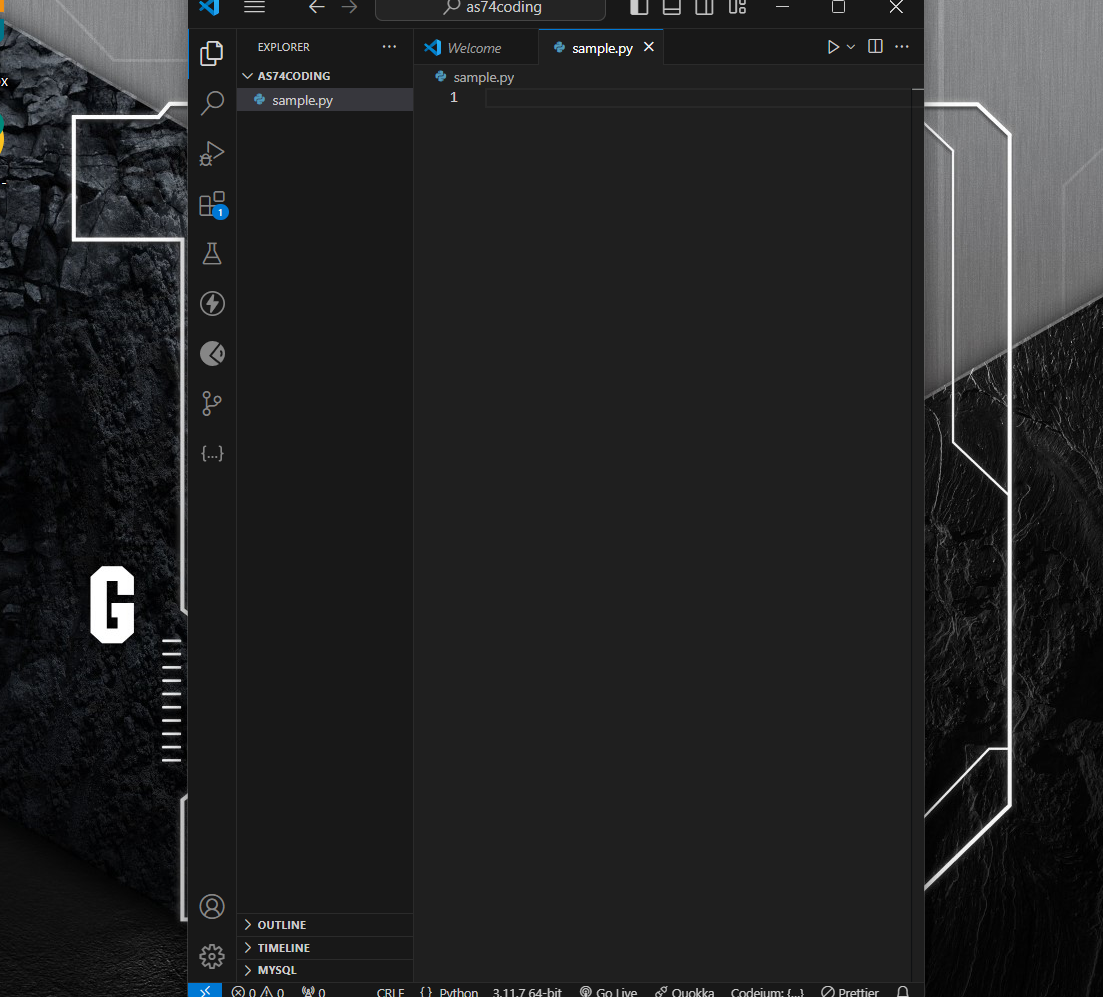 as74coding
EXPLORER
Welcome
sample.py
AS74CODING
sample.py
sample.py
1
x
1
-
G
OUTLINE
TIMELINE
MYSQL
0 0 0 CRLF {} Python 3.11.7 64-bit Go Live Quokka Codeium: {...} Prettier